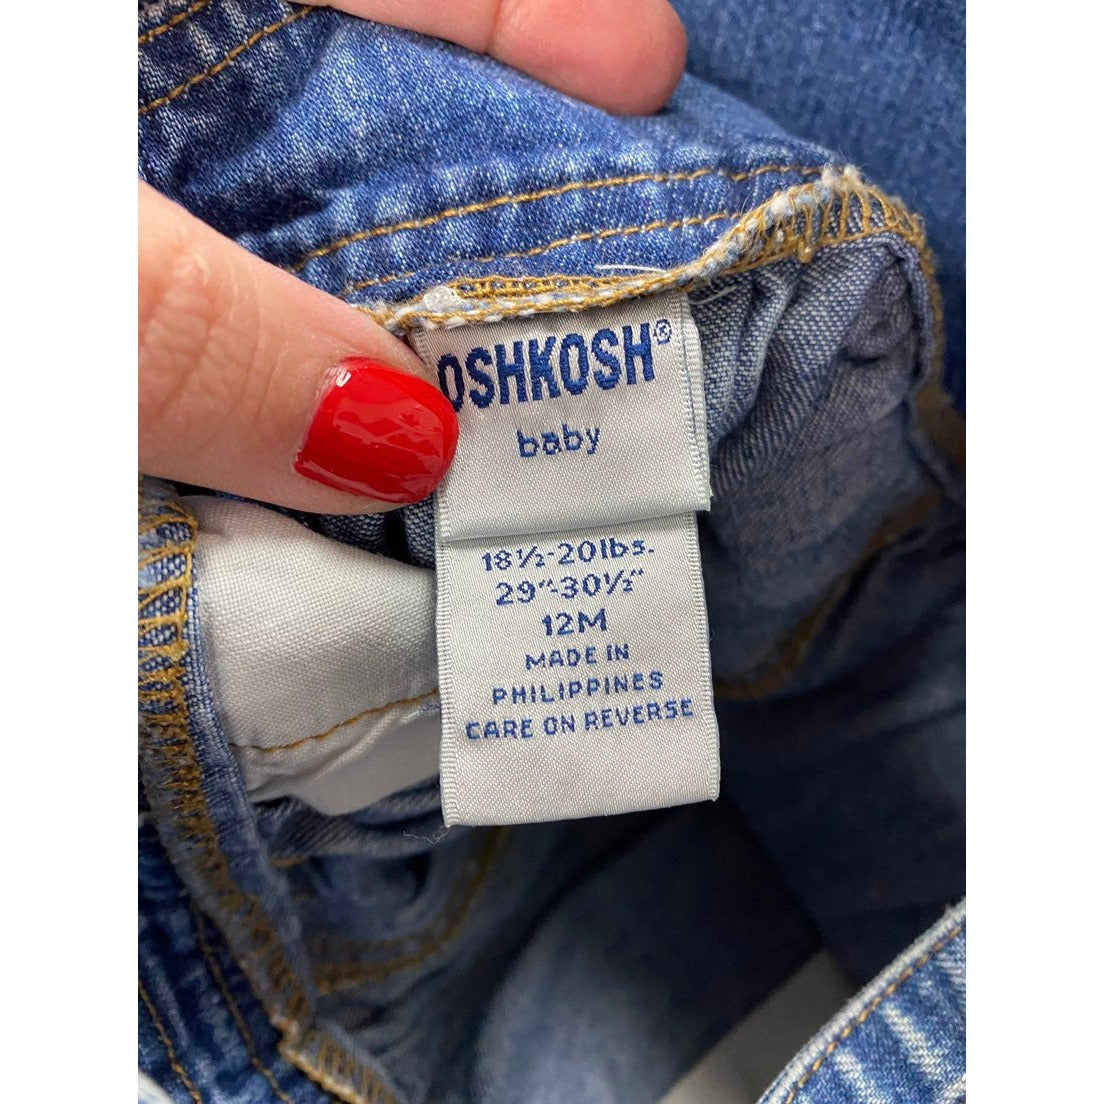 OSHKOSH®
baby
18½-20lbs.
29"-30½"
12M
MADE IN
PHILIPPINES
CARE ON REVERSE